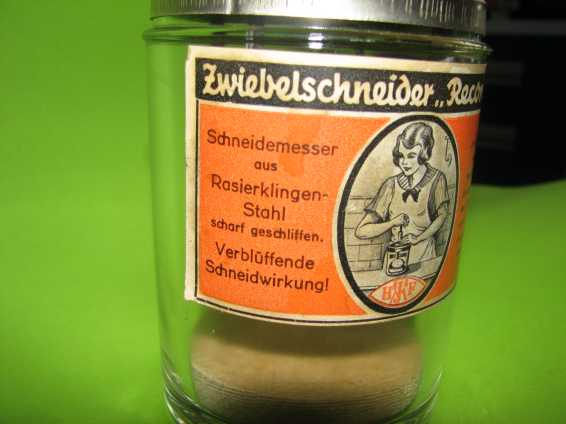 Zwiebelschneider „Reco
Schneidemesser
aus
Rasierklingen-
Stahl
scharf geschliffen.
Verblüffende
Schneidwirkung!